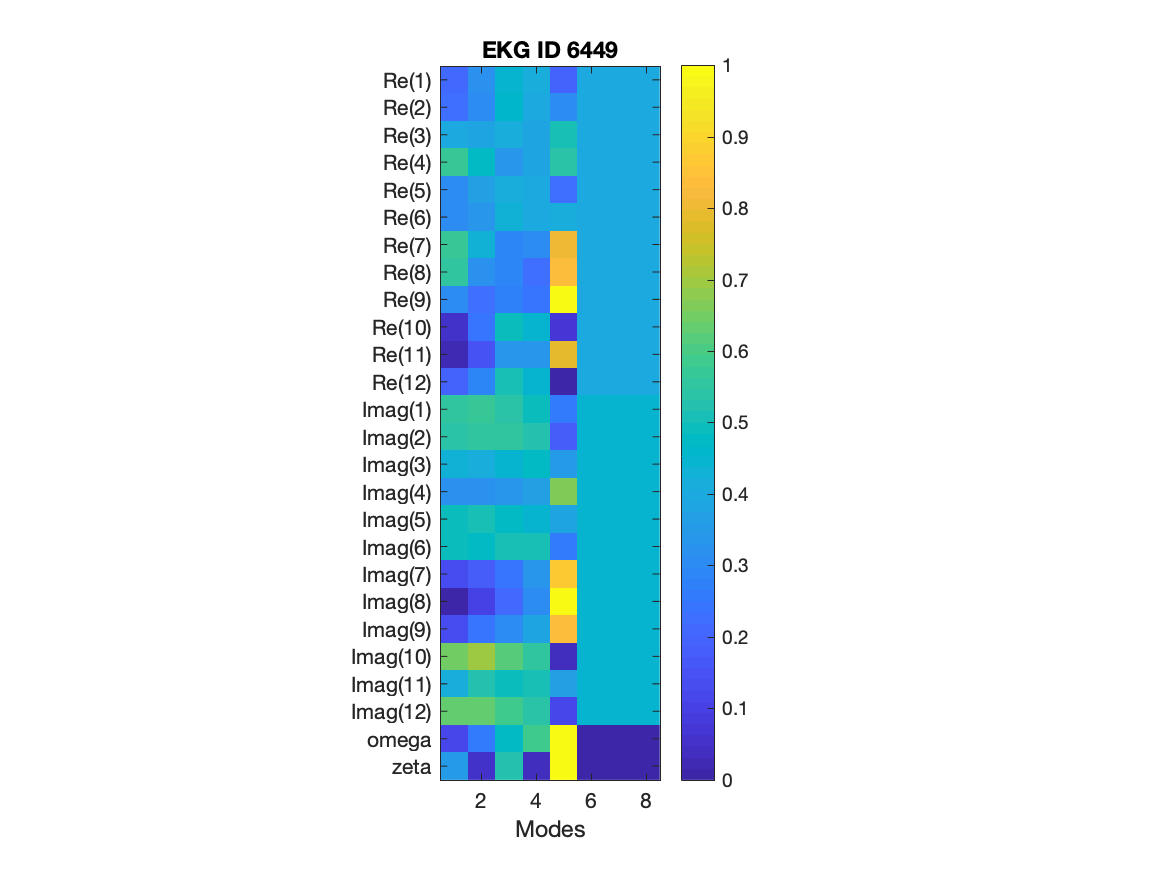 EKG ID 6449
Re(1)
Re(2)
Re(3)
Re(4)
Re(5)
Re(6)
Re(7)
Re(8)
Re(9)
Re(10)
Re(11)
Re(12)
Imag(1)
Imag(2)
Imag(3)
Imag(4)
Imag(5)
Imag(6)
Imag(7)
Imag(8)
Imag(9)
Imag(10)
Imag(11)
Imag(12)
omega
zeta
2 4 6 8
Modes
1
0.9
0.8
0.7
0.6
0.5
0.4
0.3
0.2
0.1
0